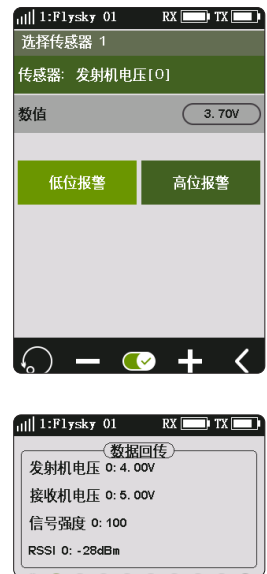 1:Flysky 01 RX TX
选择传感器 1
传感器: 发射机电压[0]
数值 3.70V
低位报警 高位报警
1:Flysky 01 RX TX
数据回传
发射机电压 0: 4.00V
接收机电压 0: 5.00V
信号强度 0: 100
RSSI 0: -28dBm